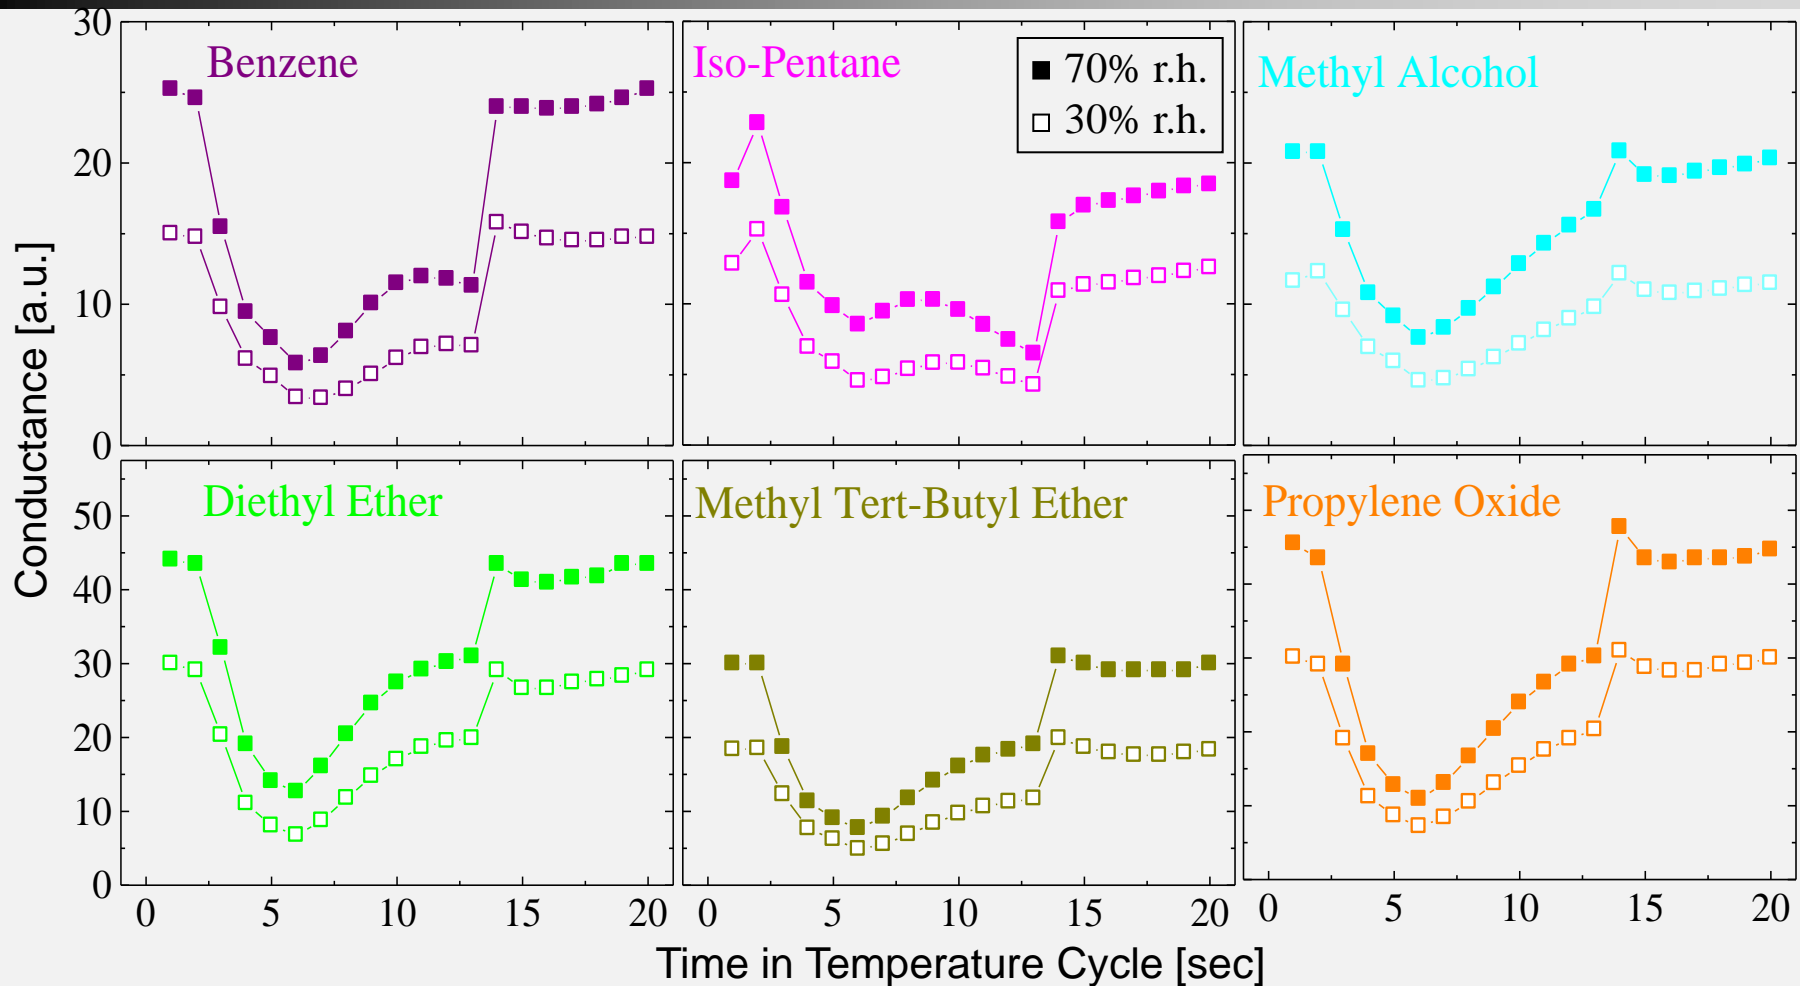 Conductance [a.u.]
30
20
10
0
Benzene
Iso-Pentane
70% r.h.
30% r.h.
Methyl Alcohol
50
40
30
20
10
0
Diethyl Ether
Methyl Tert-Butyl Ether
Propylene Oxide
0 5 10 15 20
0 5 10 15 20
0 5 10 15 20
Time in Temperature Cycle [sec]